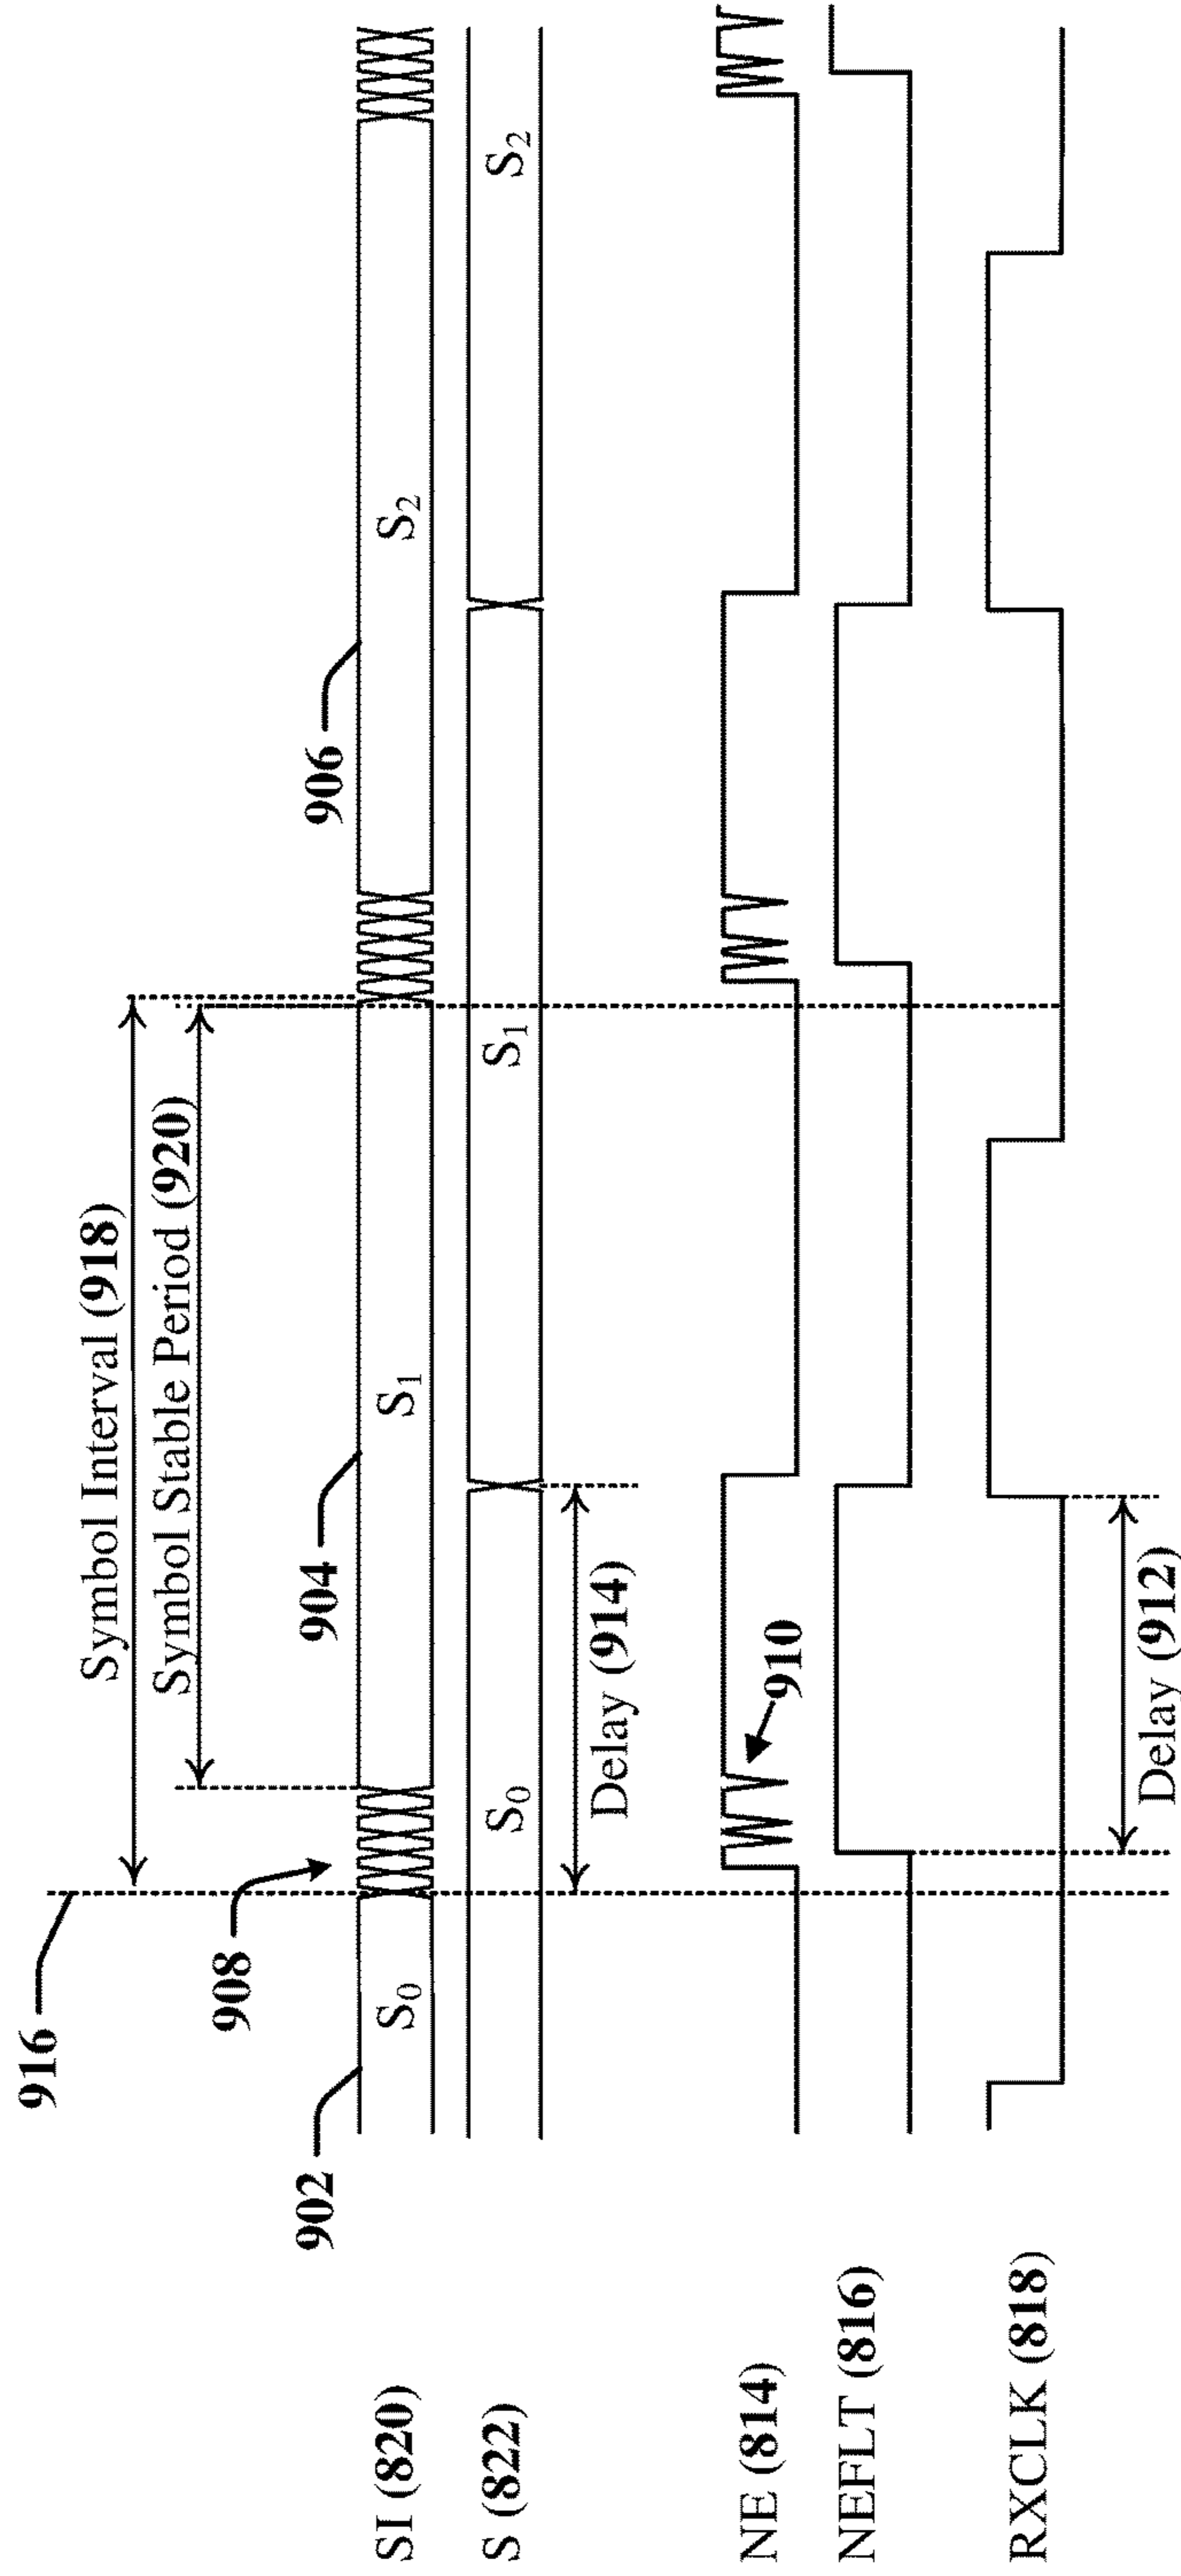 916
Symbol Interval (918)
Symbol Stable Period (920)
908
902
904
906
SI (820)
S₀
S₁
S₂
S (822)
S₀
S₁
S₂
Delay (914)
910
NE (814)
NEFLT (816)
RXCLK (818)
Delay (912)